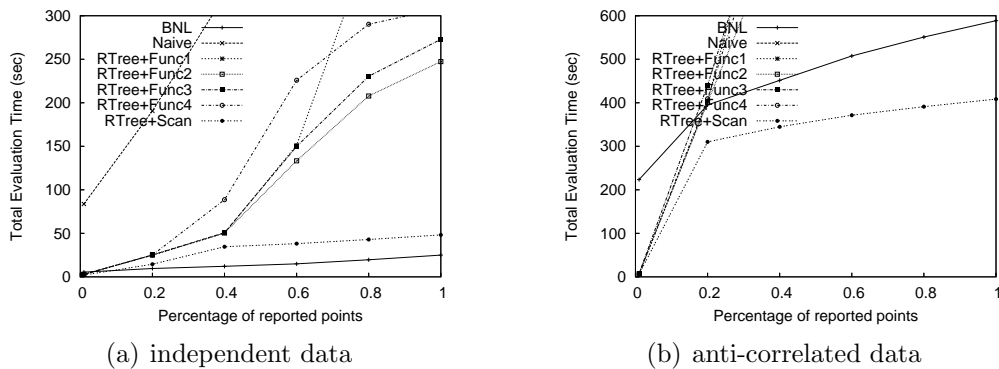 300
250
200
150
100
50
0
0
0.2
0.4
0.6
0.8
1
Total Evaluation Time (sec)
Percentage of reported points
BNL
Naive
RTree+Func1
RTree+Func2
RTree+Func3
RTree+Func4
RTree+Scan
(a) independent data
600
500
400
300
200
100
0
0
0.2
0.4
0.6
0.8
1
Total Evaluation Time (sec)
Percentage of reported points
BNL
Naive
RTree+Func1
RTree+Func2
RTree+Func3
RTree+Func4
RTree+Scan
(b) anti-correlated data